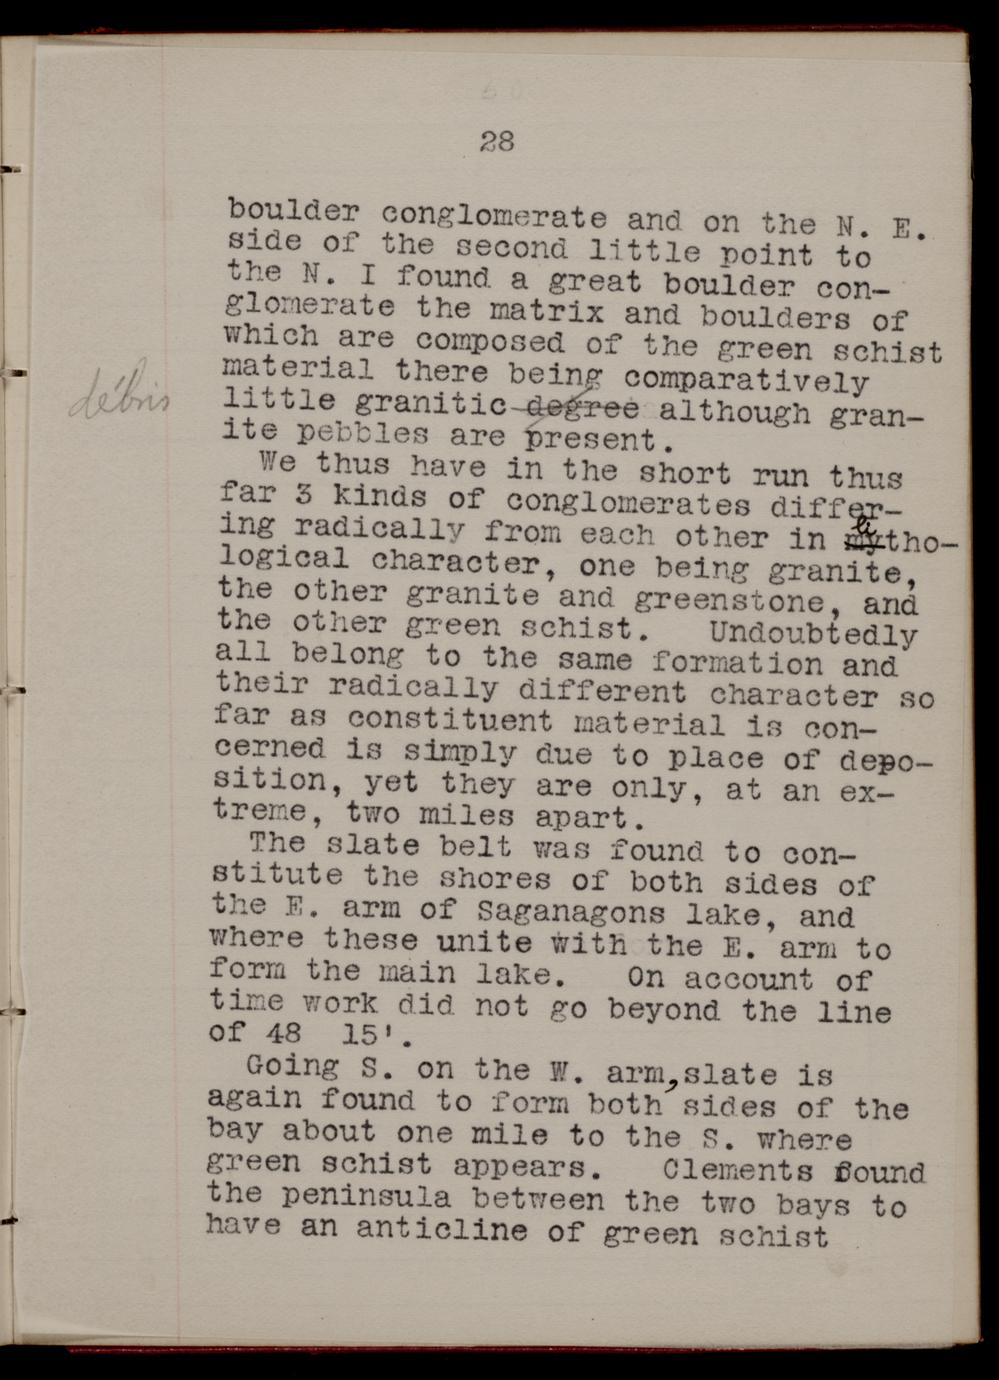 28
boulder conglomerate and on the N. E.
side of the second little point to
the N. I found a great boulder con-
glomerate the matrix and boulders of
which are composed of the green schist
material there being comparatively
débris
little granitic degree although gran-
ite pebbles are present.
We thus have in the short run thus
far 3 kinds of conglomerates differ-
li
ing radically from each other in mytho-
logical character, one being granite,
the other granite and greenstone, and
the other green schist. Undoubtedly
all belong to the same formation and
their radically different character so
far as constituent material is con-
cerned is simply due to place of depo-
sition, yet they are only, at an ex-
treme, two miles apart.
The slate belt was found to con-
stitute the shores of both sides of
the E. arm of Saganagons lake, and
where these unite with the E. arm to
form the main lake. On account of
time work did not go beyond the line
of 48 15'.
Going S. on the W. arm, slate is
again found to form both sides of the
bay about one mile to the S. where
green schist appears. Clements found
the peninsula between the two bays to
have an anticline of green schist